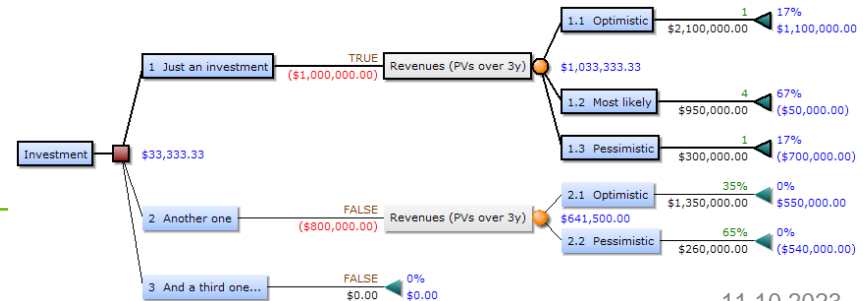 1
17%
1.1 Optimistic
$2,100,000.00
$1,100,000.00
TRUE
1 Just an investment
Revenues (PVs over 3y)
$1,033,333.33
($1,000,000.00)
4
67%
1.2 Most likely
$950,000.00
($50,000.00)
1
17%
1.3 Pessimistic
$300,000.00
($700,000.00)
Investment
$33,333.33
35%
0%
2.1 Optimistic
$1,350,000.00
$550,000.00
FALSE
2 Another one
Revenues (PVs over 3y)
$641,500.00
($800,000.00)
65%
0%
2.2 Pessimistic
$260,000.00
($540,000.00)
FALSE
0%
3 And a third one...
$0.00
$0.00
11.10.2023